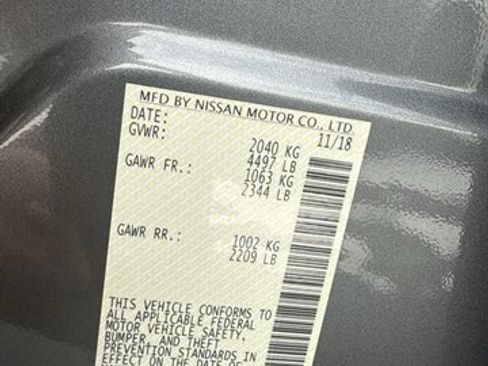 MFD BY NISSAN MOTOR CO., LTD.
DATE: 11/18
GVWR: 2040 KG
4497 LB
GAWR FR.: 1063 KG
2344 LB
GAWR RR.: 1002 KG
2209 LB
THIS VEHICLE CONFORMS TO
ALL APPLICABLE FEDERAL
MOTOR VEHICLE SAFETY,
BUMPER, AND THEFT
PREVENTION STANDARDS IN
EFFECT ON THE DATE OF